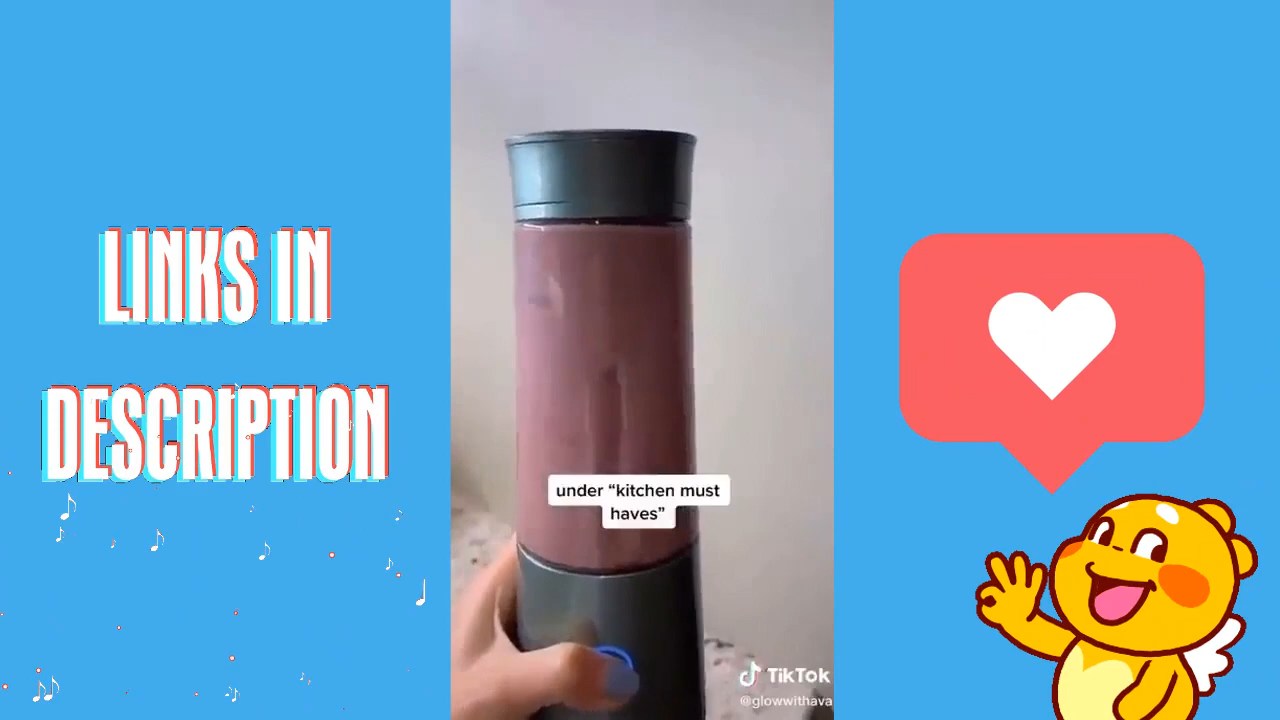 LINKS IN
DESCRIPTION
under “kitchen must
haves”
TikTok
@glowwithava